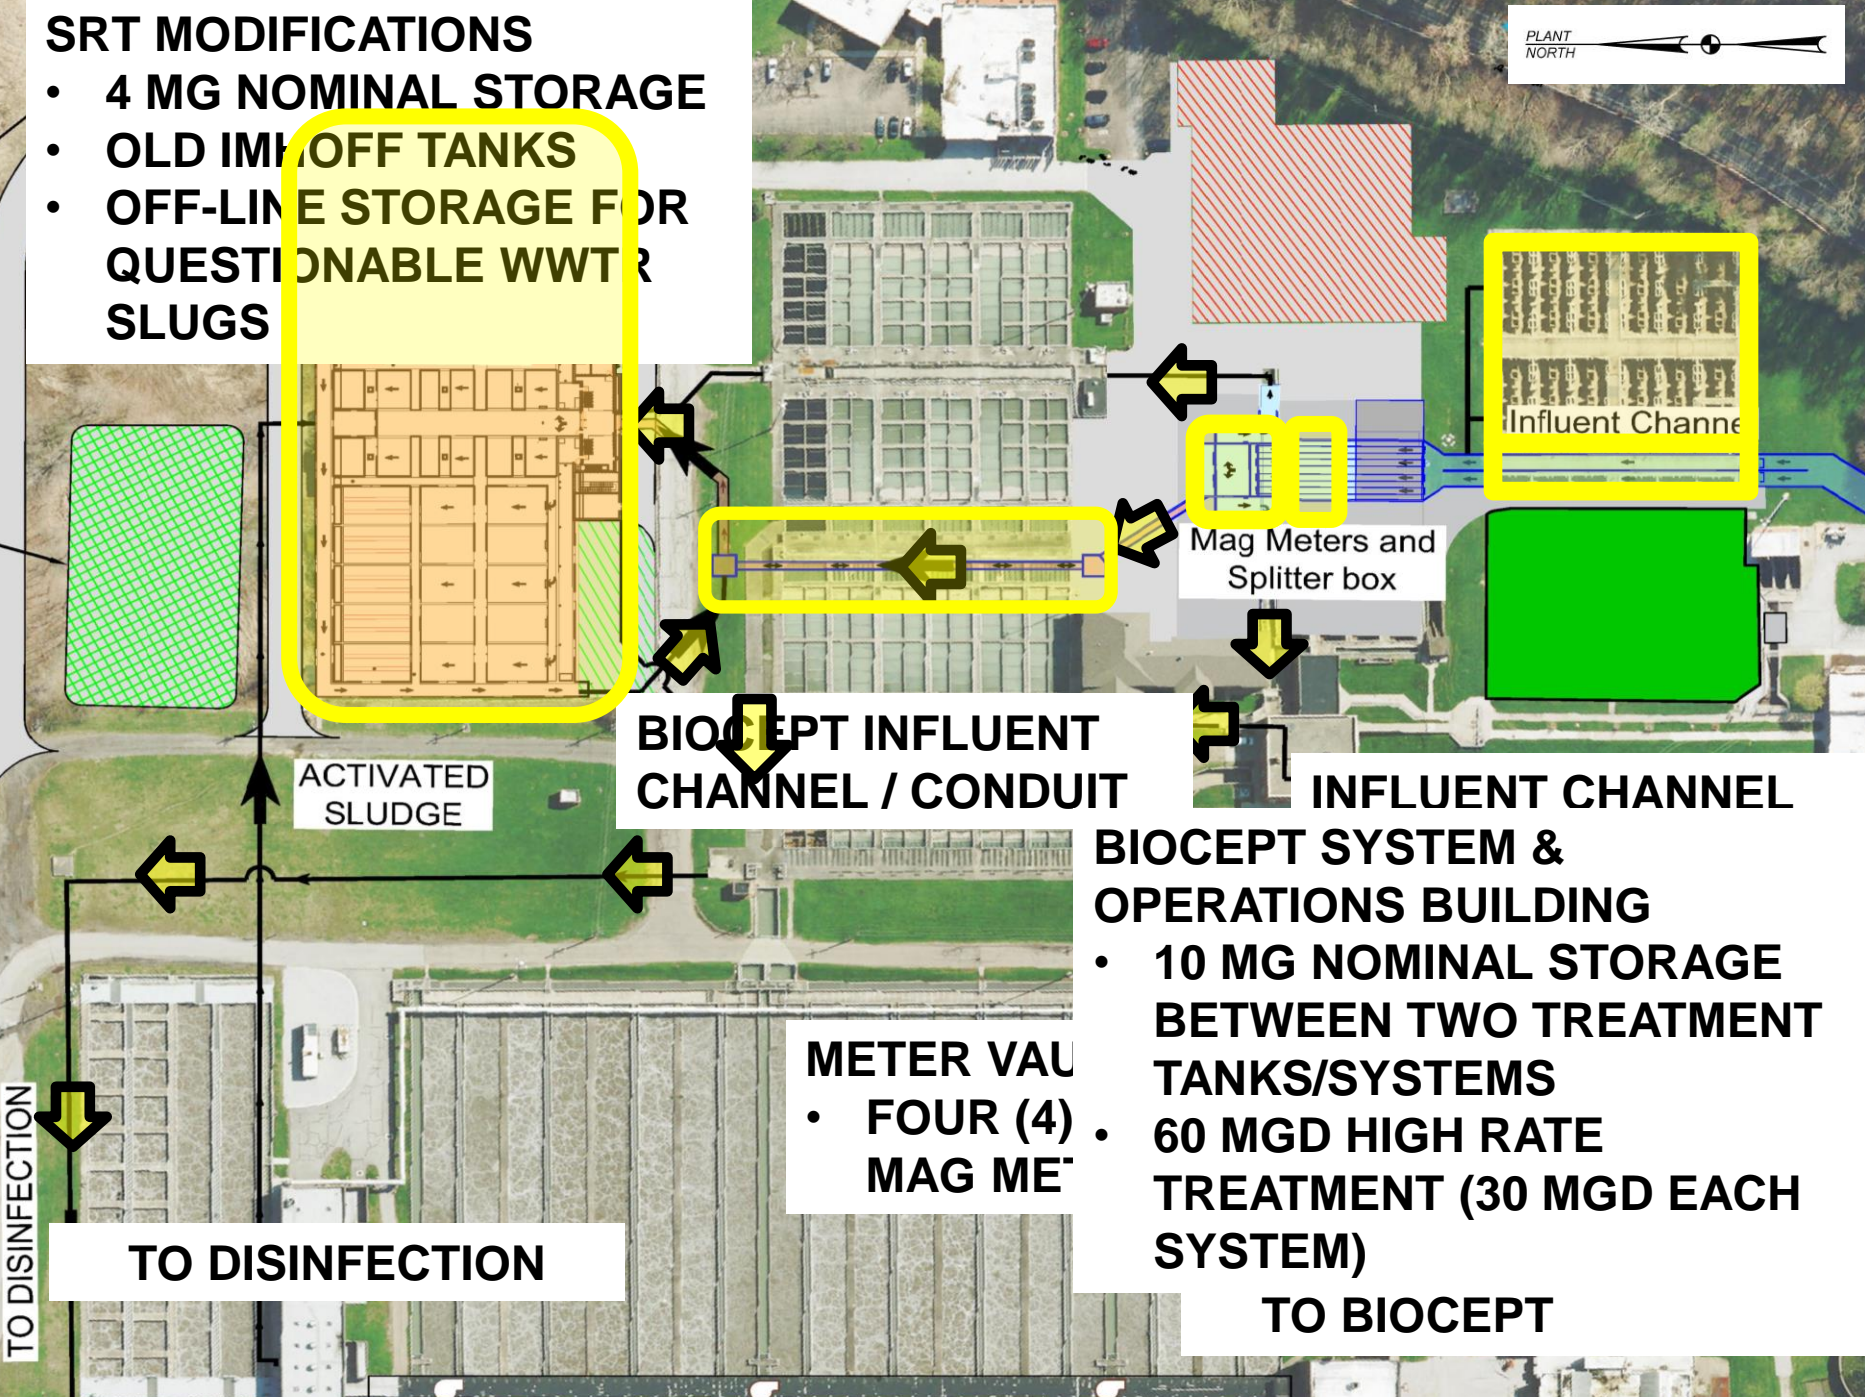 SRT MODIFICATIONS
• 4 MG NOMINAL STORAGE
• OLD IMHOFF TANKS
• OFF-LINE STORAGE FOR
QUESTIONABLE WWTR
SLUGS
PLANT
NORTH
Influent Channe
Mag Meters and
Splitter box
BIOCEPT INFLUENT
CHANNEL / CONDUIT
ACTIVATED
SLUDGE
INFLUENT CHANNEL
BIOCEPT SYSTEM &
OPERATIONS BUILDING
• 10 MG NOMINAL STORAGE
BETWEEN TWO TREATMENT
TANKS/SYSTEMS
• 60 MGD HIGH RATE
TREATMENT (30 MGD EACH
SYSTEM)
METER VAU
• FOUR (4)
MAG MET
TO DISINFECTION
TO DISINFECTION
TO BIOCEPT